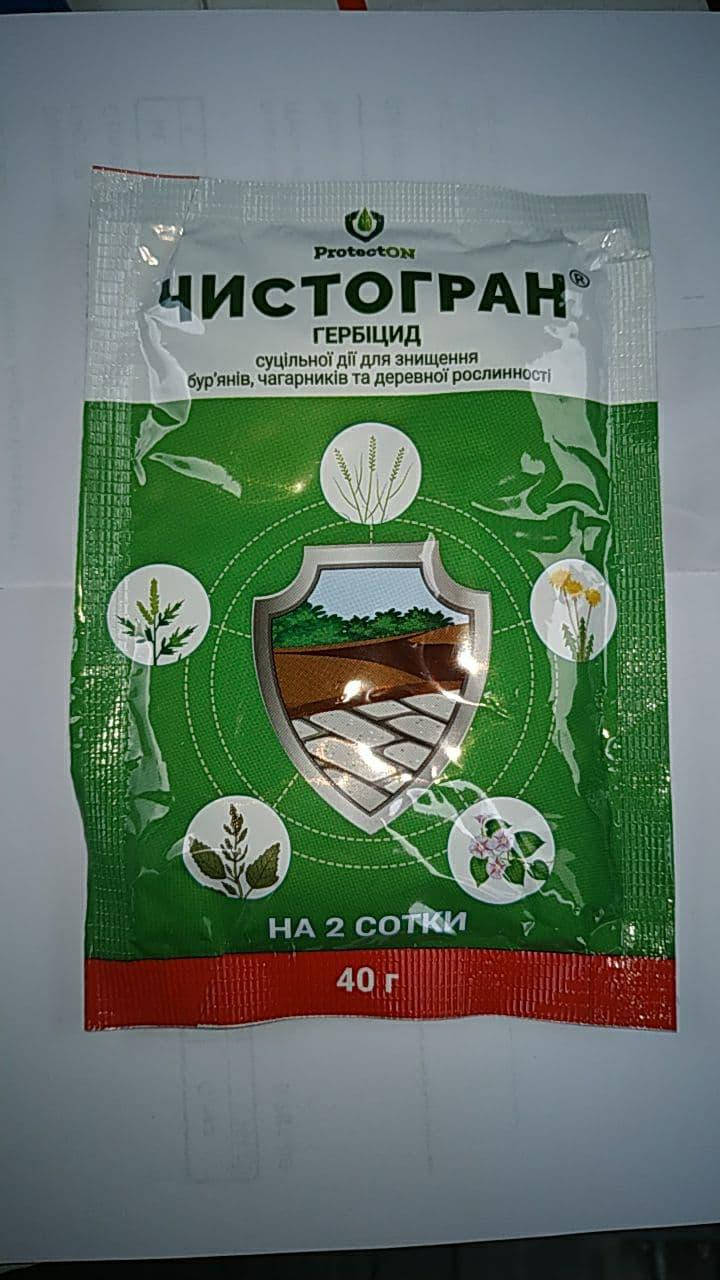 ProtectON
ЧИСТОГРАН®
ГЕРБІЦИД
суцільної дії для знищення
бур'янів, чагарників та деревної рослинності
НА 2 СОТКИ
40 г